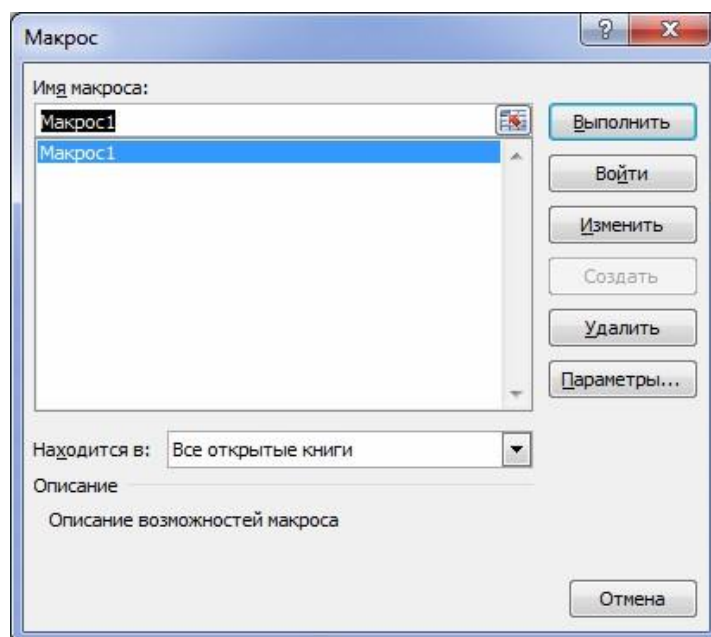 Макрос
Имя макроса:
Макрос1
Макрос1
Выполнить
Войти
Изменить
Создать
Удалить
Параметры...
Находится в:
Все открытые книги
Описание
Описание возможностей макроса
Отмена